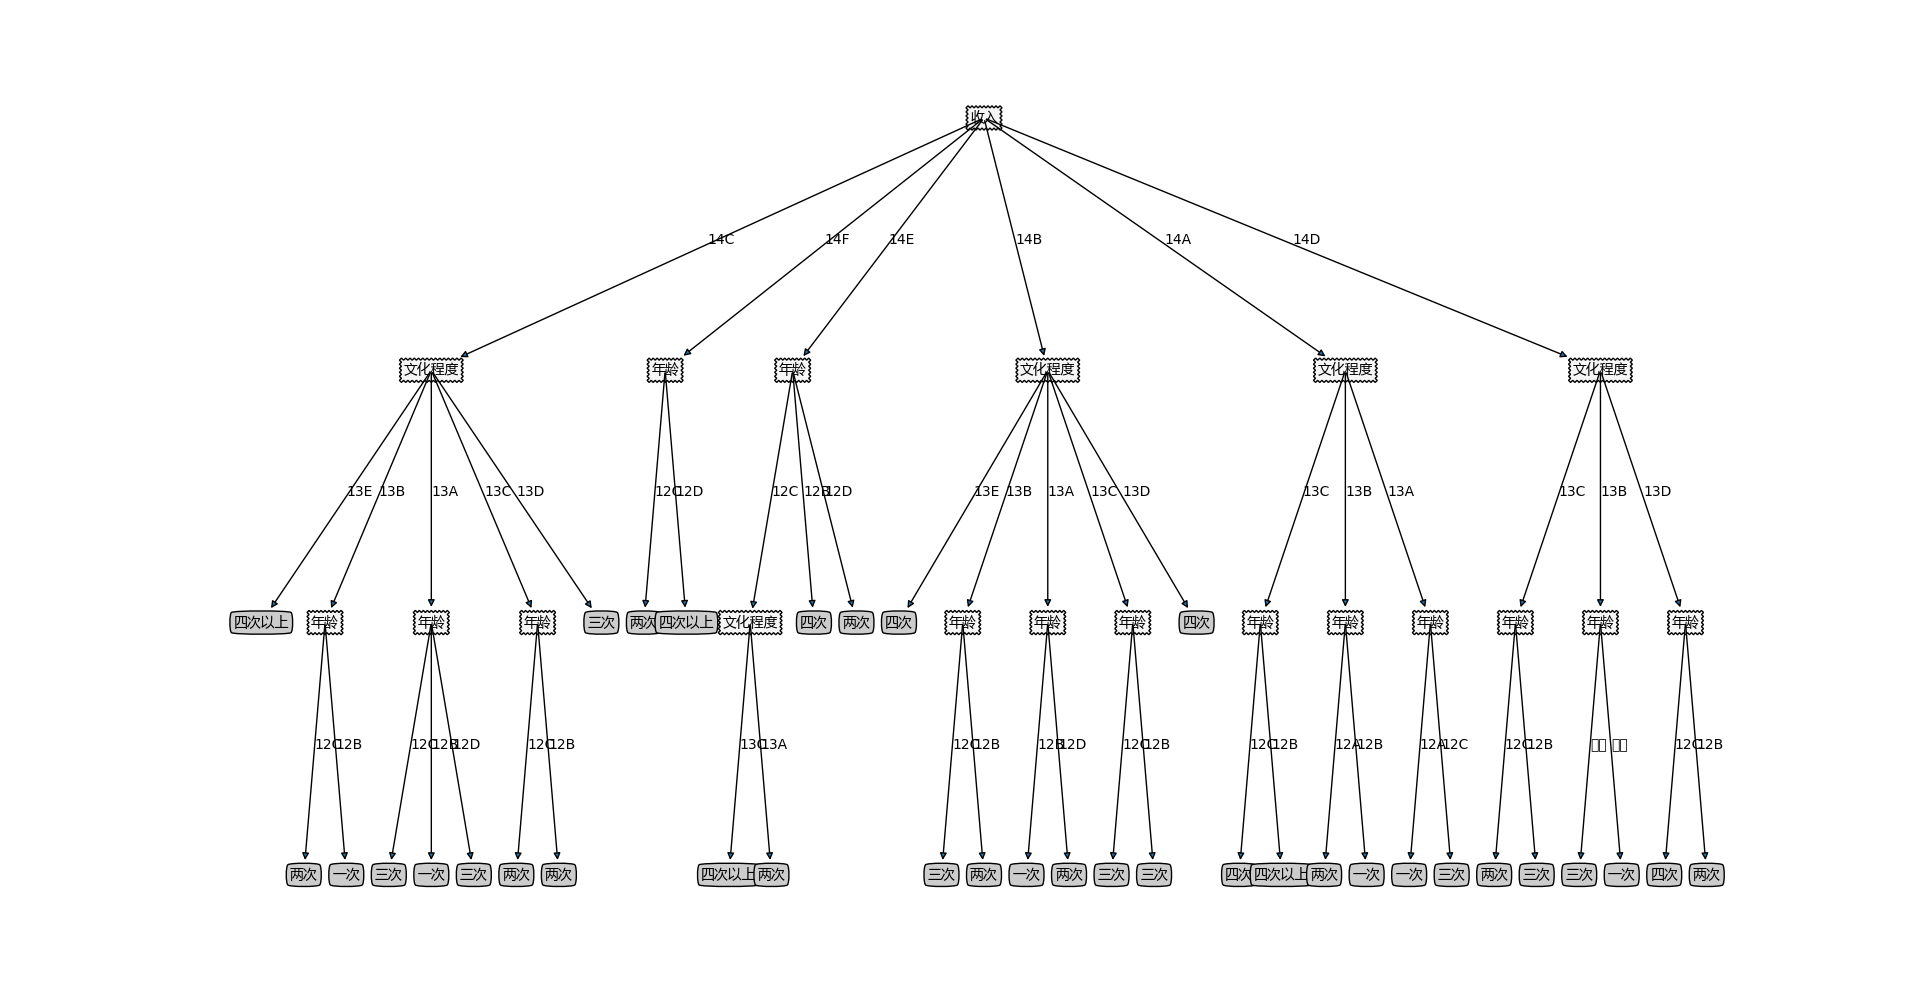 收入
14C 14F 14E 14B 14A 14D
文化程度 年龄 年龄 文化程度 文化程度 文化程度
13E 13B 13A 13C 13D 12C 12D 12C 12B 12D 13E 13B 13A 13C 13D 13C 13B 13A 13C 13B 13D
四次以上 年龄 年龄 年龄 三次 两次 四次以上 文化程度 四次 两次 四次 年龄 年龄 年龄 四次 年龄 年龄 年龄 年龄 年龄 年龄
12C 12B 12C 12B 12D 12C 12B 13C 13A 12C 12B 12B 12D 12C 12B 12C 12B 12A 12B 12A 12C 12C 12B 12C 12B
两次 一次 三次 一次 三次 两次 两次 四次以上 两次 三次 两次 一次 两次 三次 三次 四次 四次以上 两次 一次 一次 三次 两次 三次 三次 一次 四次 两次